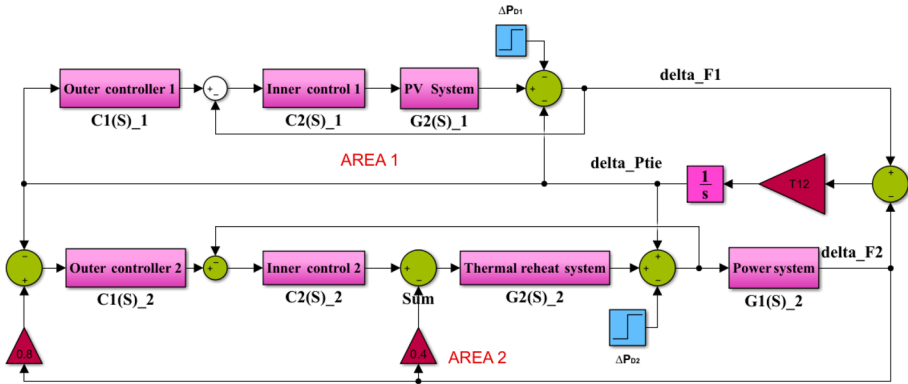 ΔPD1
delta_F1
Outer controller 1
+
−
Inner control 1
PV System
+
−
−
C1(S)_1
C2(S)_1
G2(S)_1
AREA 1
delta_Ptie
1
s
T12
+
−
delta_F2
−
+
Outer controller 2
+
−
Inner control 2
+
−
Thermal reheat system
+
+
−
Power system
C1(S)_2
C2(S)_2
Sum
G2(S)_2
G1(S)_2
0.8
0.4
AREA 2
ΔPD2